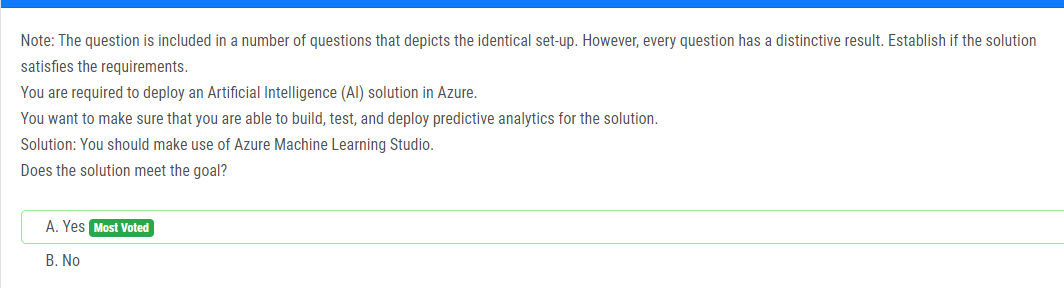 Note: The question is included in a number of questions that depicts the identical set-up. However, every question has a distinctive result. Establish if the solution
satisfies the requirements.
You are required to deploy an Artificial Intelligence (AI) solution in Azure.
You want to make sure that you are able to build, test, and deploy predictive analytics for the solution.
Solution: You should make use of Azure Machine Learning Studio.
Does the solution meet the goal?
A. Yes Most Voted
B. No